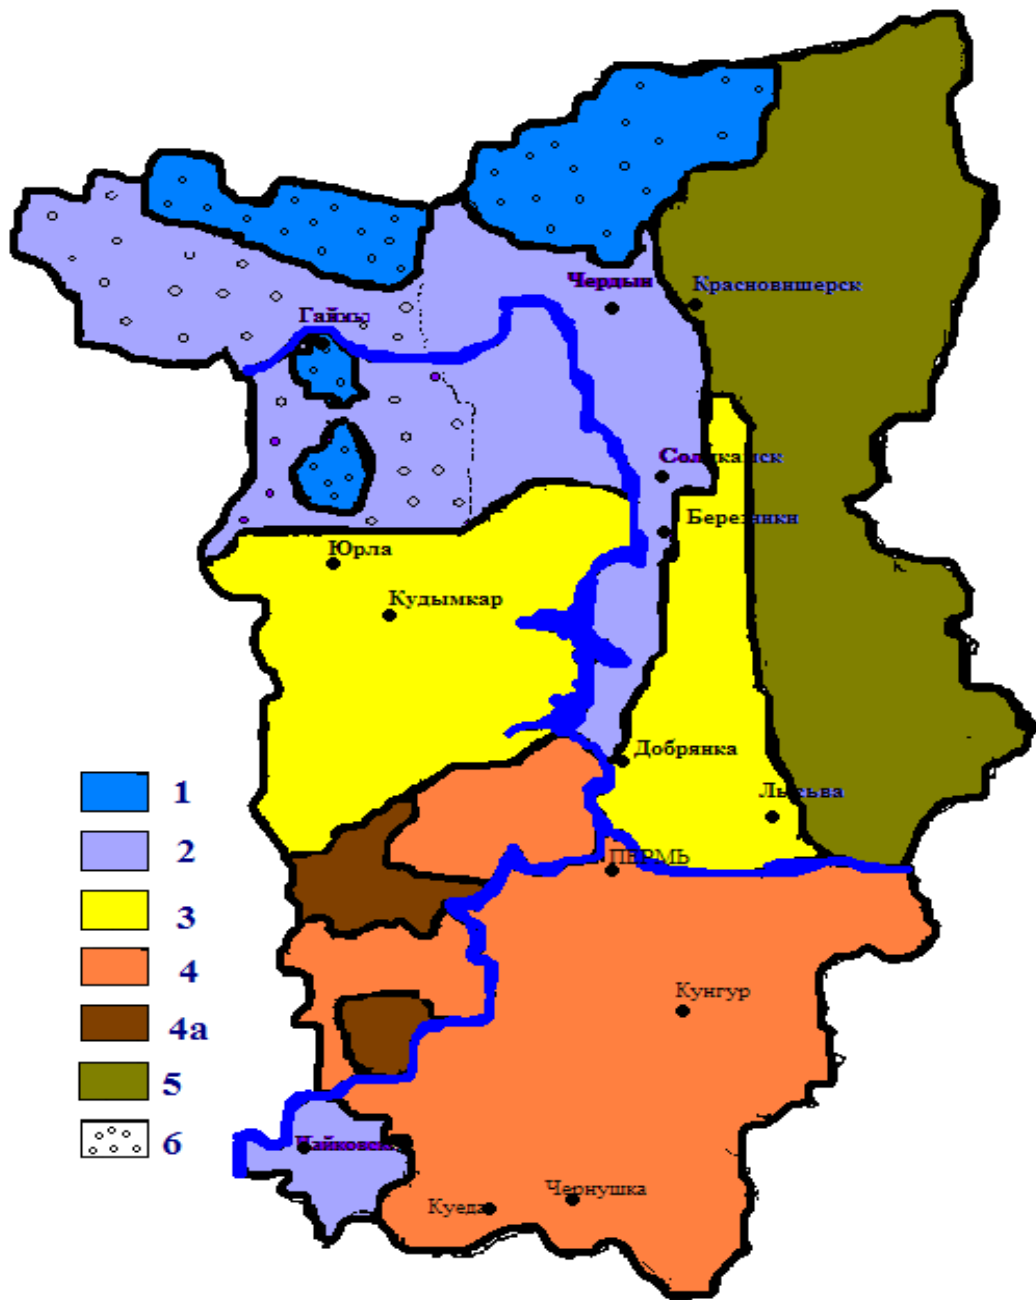 Чердын
Красновишерск
Гайны
Соликамск
Березники
Юрла
Кудымкар
Добрянка
1
Лысьва
2
ПЕРМЬ
3
4
Кунгур
4а
5
6
Чайковск
Чернушка
Куеда